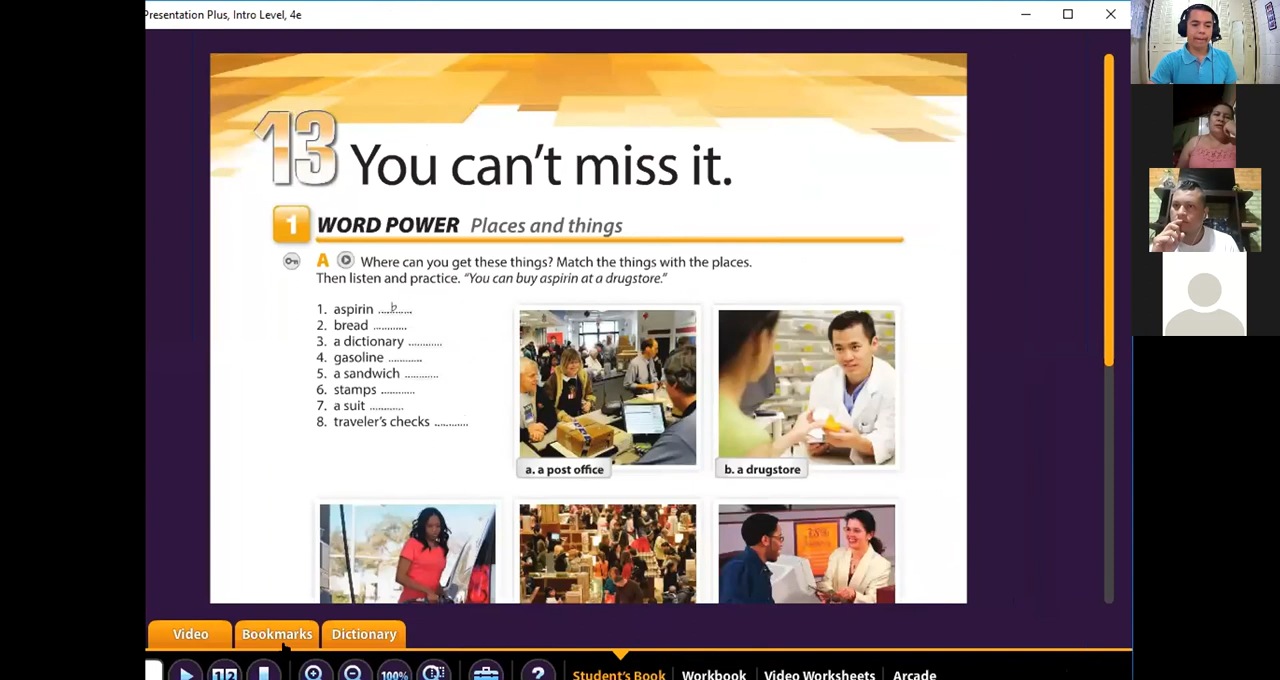 Presentation Plus, Intro Level, 4e
13 You can't miss it.
1 WORD POWER Places and things
A Where can you get these things? Match the things with the places.
Then listen and practice. "You can buy aspirin at a drugstore."
1. aspirin ....b....
2. bread ............
3. a dictionary ............
4. gasoline ............
5. a sandwich ............
6. stamps ............
7. a suit ............
8. traveler's checks ............
a. a post office
b. a drugstore
Video
Bookmarks
Dictionary
1 2
100%
?
Student's Book
Workbook
Video Worksheets
Arcade